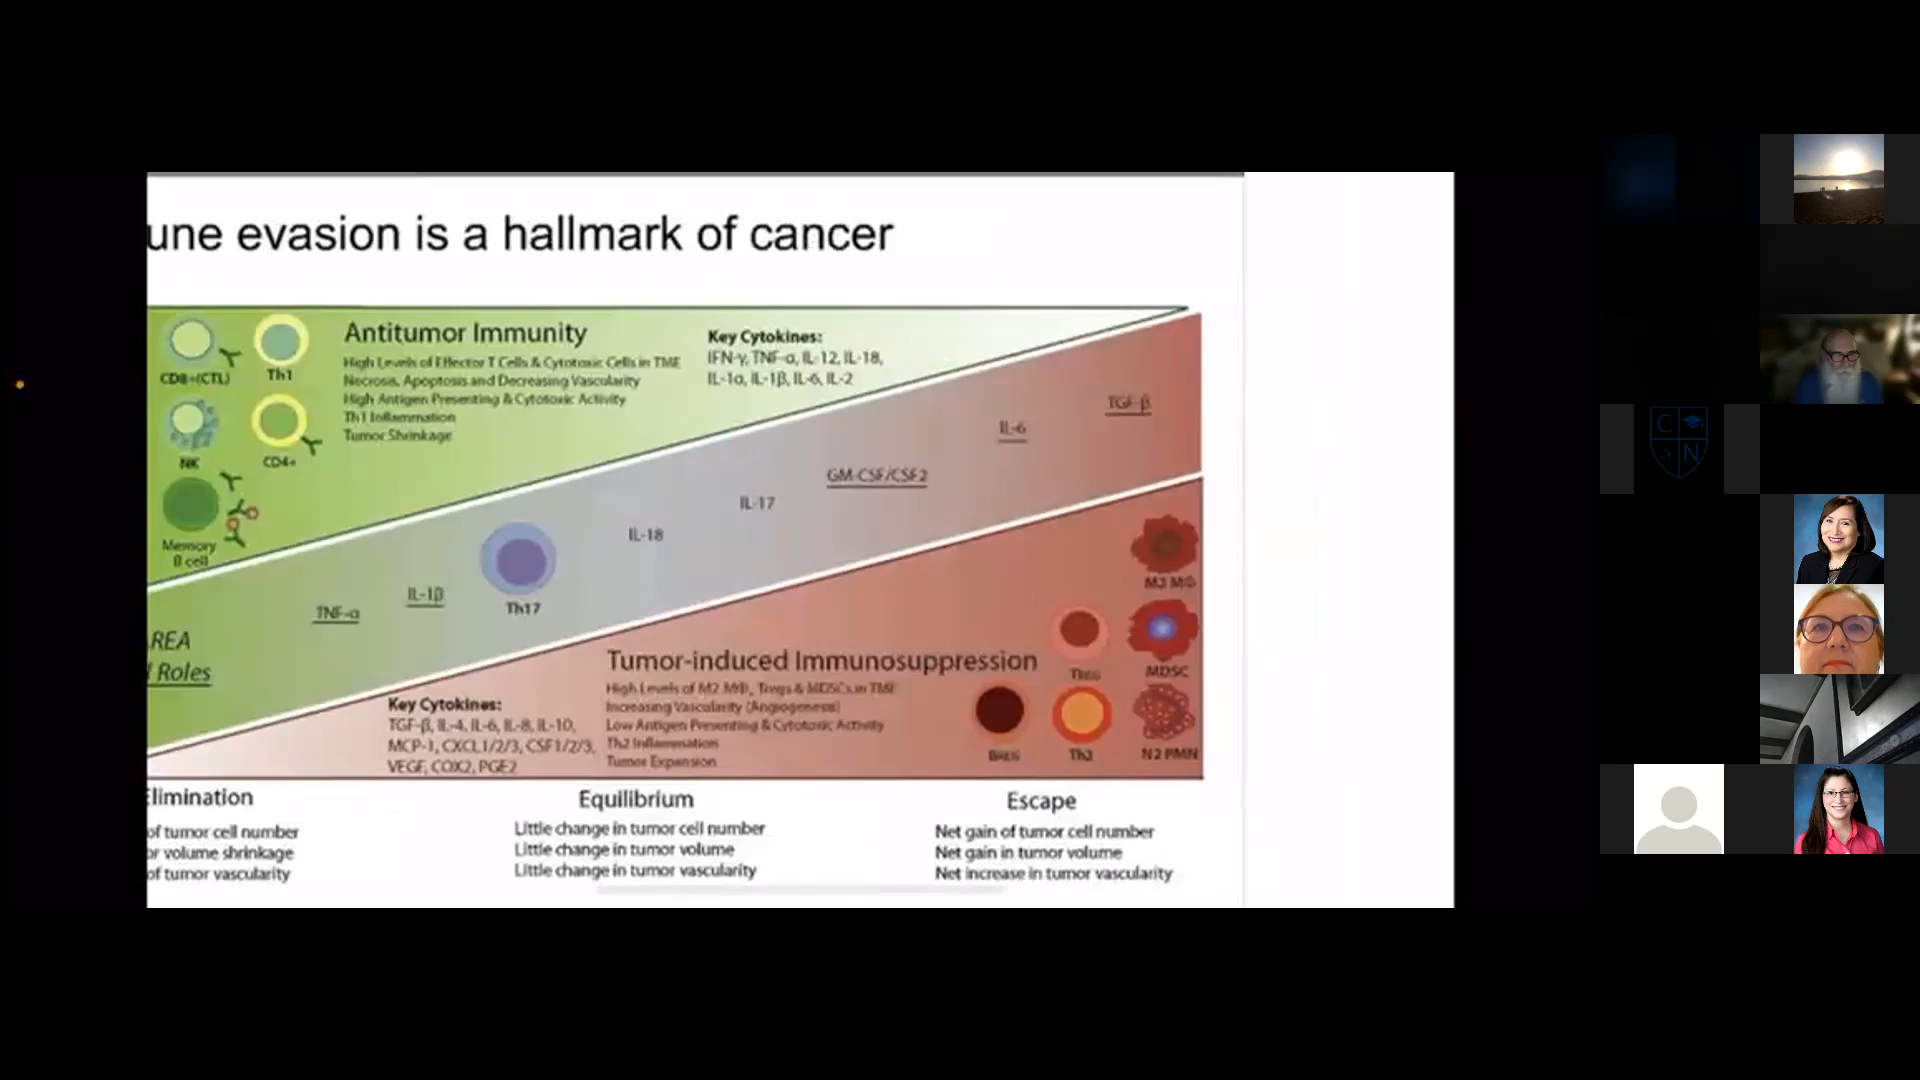 une evasion is a hallmark of cancer
Antitumor Immunity
High Levels of Effector T Cells & Cytotoxic Cells in TME
Necrosis, Apoptosis and Decreasing Vascularity
High Antigen Presenting & Cytotoxic Activity
Th1 Inflammation
Tumor Shrinkage
Key Cytokines:
IFN-γ, TNF-α, IL-12, IL-18,
IL-1α, IL-1β, IL-6, IL-2
CD8+(CTL)
Th1
NK
CD4+
Memory
B cell
TGF-β
IL-6
GM-CSF/CSF2
IL-17
IL-18
Th17
IL-1β
TNF-α
REA
Roles
M2 MΦ
Tumor-induced Immunosuppression
High Levels of M2 MΦ, Tregs & MDSCs in TME
Increasing Vascularity (Angiogenesis)
Low Antigen Presenting & Cytotoxic Activity
Th2 Inflammation
Tumor Expansion
Key Cytokines:
TGF-β, IL-4, IL-6, IL-8, IL-10,
MCP-1, CXCL1/2/3, CSF1/2/3,
VEGF, COX2, PGE2
TREG
MDSC
BREG
Th2
N2 PMN
Elimination
of tumor cell number
or volume shrinkage
of tumor vascularity
Equilibrium
Little change in tumor cell number
Little change in tumor volume
Little change in tumor vascularity
Escape
Net gain of tumor cell number
Net gain in tumor volume
Net increase in tumor vascularity
C
N